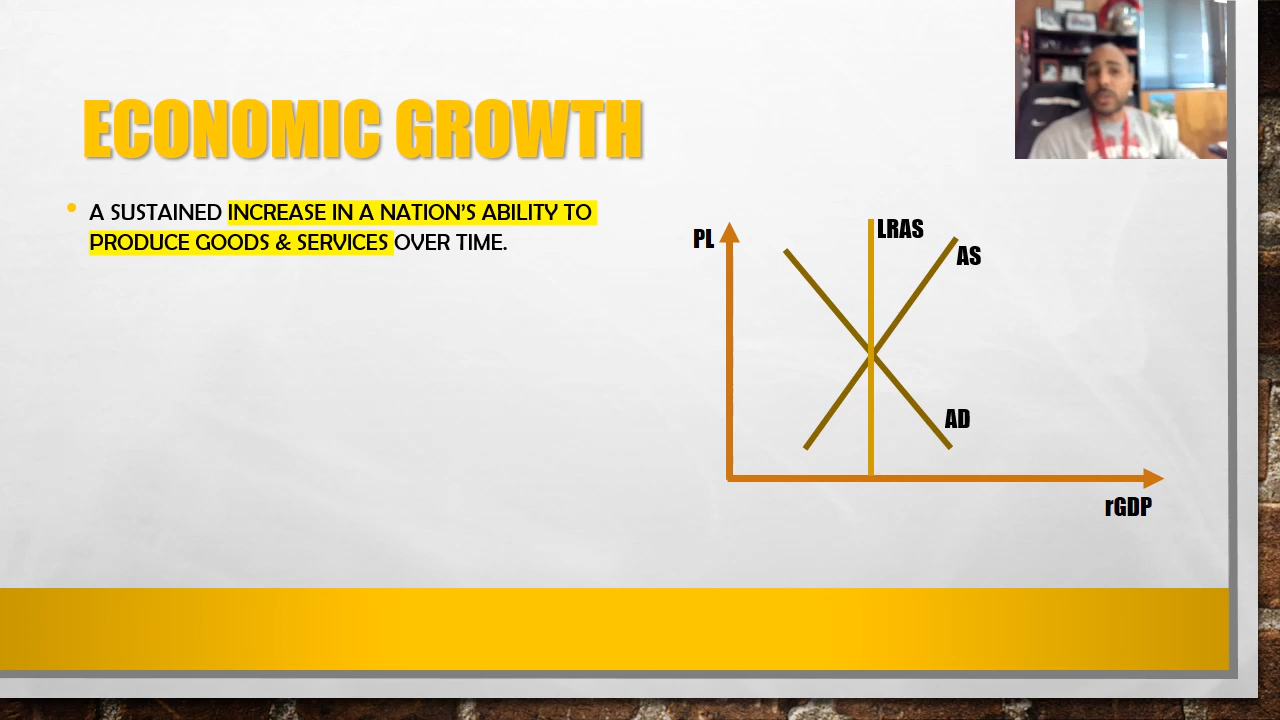 ECONOMIC GROWTH
A SUSTAINED INCREASE IN A NATION'S ABILITY TO
PRODUCE GOODS & SERVICES OVER TIME.
PL
LRAS
AS
AD
rGDP